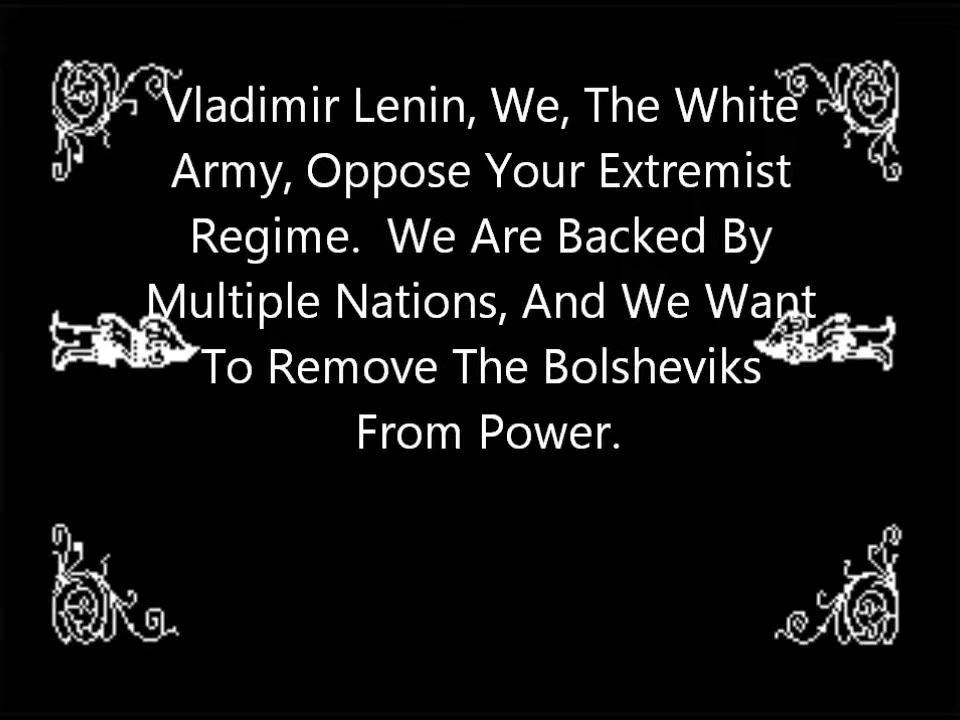 Vladimir Lenin, We, The White
Army, Oppose Your Extremist
Regime.  We Are Backed By
Multiple Nations, And We Want
To Remove The Bolsheviks
From Power.